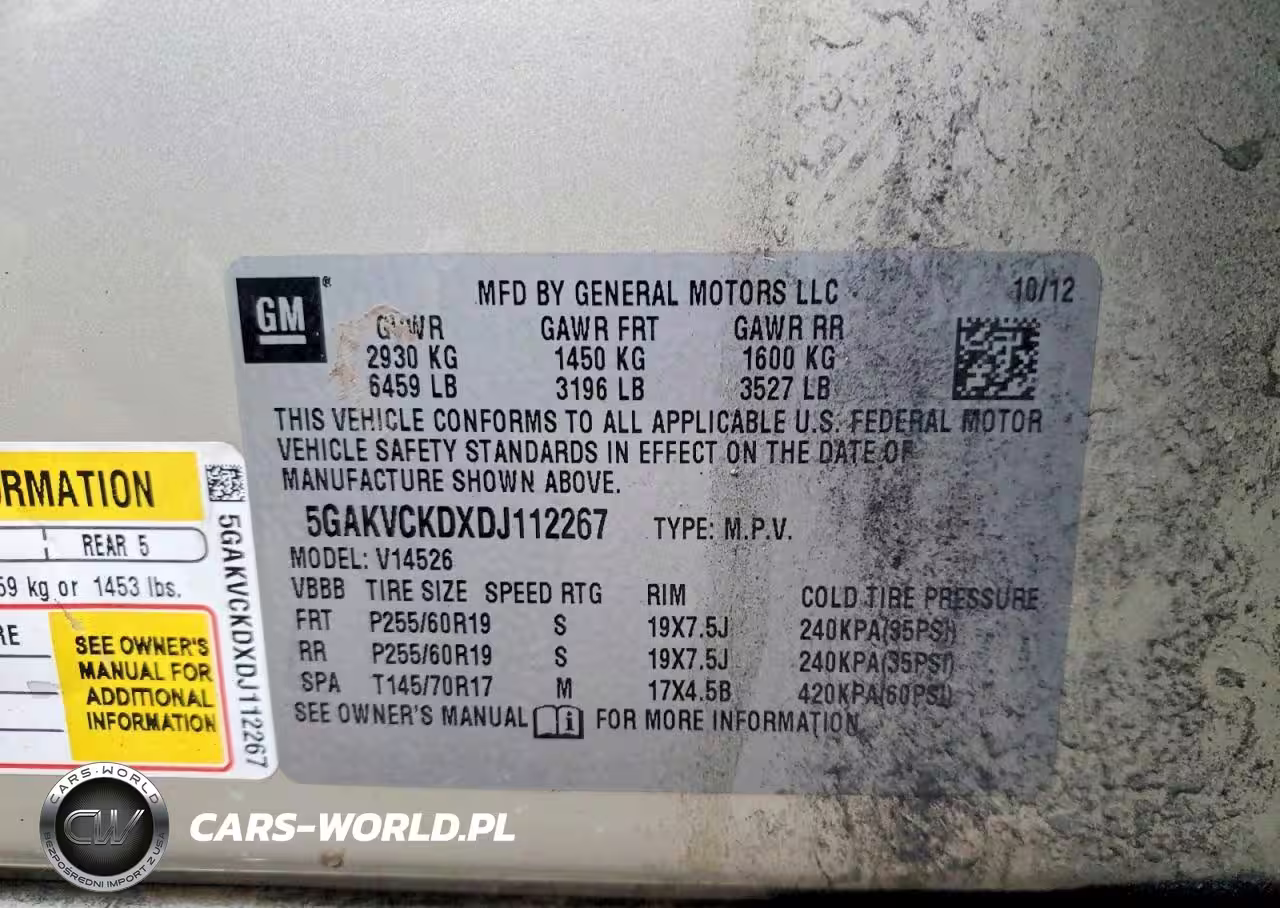 GM ®
MFD BY GENERAL MOTORS LLC
10/12
GVWR GAWR FRT GAWR RR
2930 KG 1450 KG 1600 KG
6459 LB 3196 LB 3527 LB
THIS VEHICLE CONFORMS TO ALL APPLICABLE U.S. FEDERAL MOTOR
VEHICLE SAFETY STANDARDS IN EFFECT ON THE DATE OF
MANUFACTURE SHOWN ABOVE.
5GAKVCKDXDJ112267 TYPE: M.P.V.
MODEL: V14526
VBBB TIRE SIZE SPEED RTG RIM COLD TIRE PRESSURE
FRT P255/60R19 S 19X7.5J 240KPA(35PSI)
RR P255/60R19 S 19X7.5J 240KPA(35PSI)
SPA T145/70R17 M 17X4.5B 420KPA(60PSI)
SEE OWNER'S MANUAL FOR MORE INFORMATION
RMATION
REAR 5
59 kg or 1453 lbs.
RE
SEE OWNER'S
MANUAL FOR
ADDITIONAL
INFORMATION
5GAKVCKDXDJ112267
CARS-WORLD
CW
BEZPOŚREDNI IMPORT Z USA
CARS-WORLD.PL